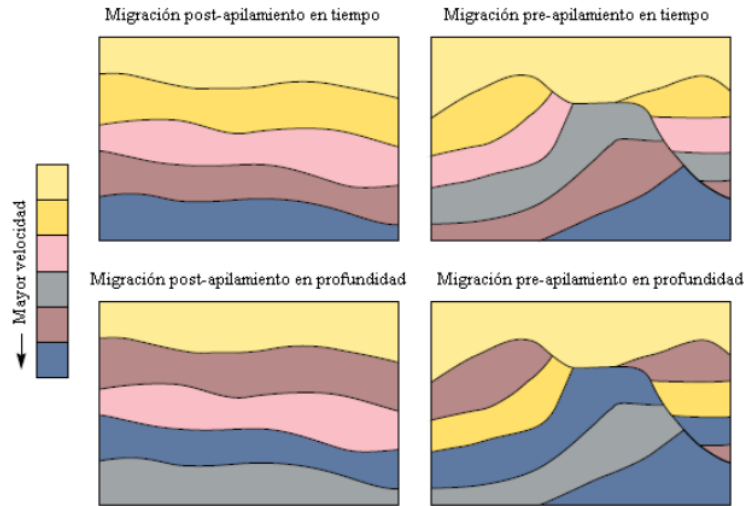 Migración post-apilamiento en tiempo
Migración pre-apilamiento en tiempo
Mayor velocidad
Migración post-apilamiento en profundidad
Migración pre-apilamiento en profundidad